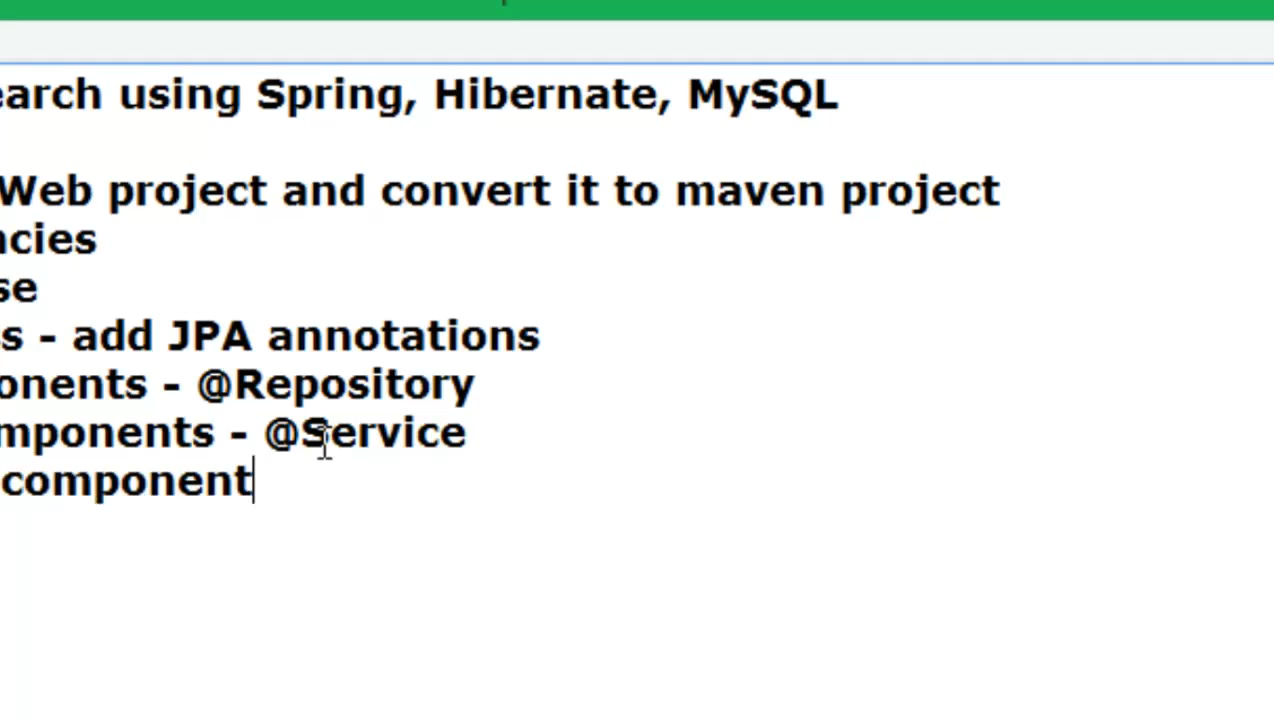 earch using Spring, Hibernate, MySQL
Web project and convert it to maven project
ncies
se
s - add JPA annotations
onents - @Repository
mponents - @Service
component